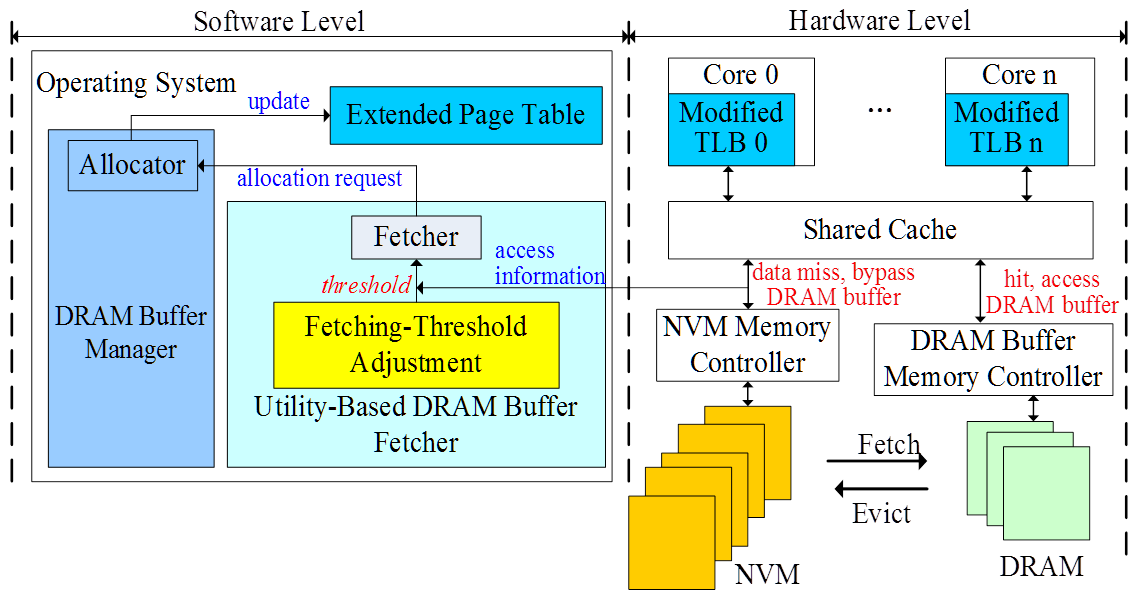 Software Level
Hardware Level
Operating System
update
Extended Page Table
Allocator
allocation request
Fetcher
access
information
threshold
DRAM Buffer
Manager
Fetching-Threshold
Adjustment
Utility-Based DRAM Buffer
Fetcher
Core 0
Modified
TLB 0
...
Core n
Modified
TLB n
Shared Cache
data miss, bypass
DRAM buffer
hit, access
DRAM buffer
NVM Memory
Controller
DRAM Buffer
Memory Controller
Fetch
Evict
NVM
DRAM